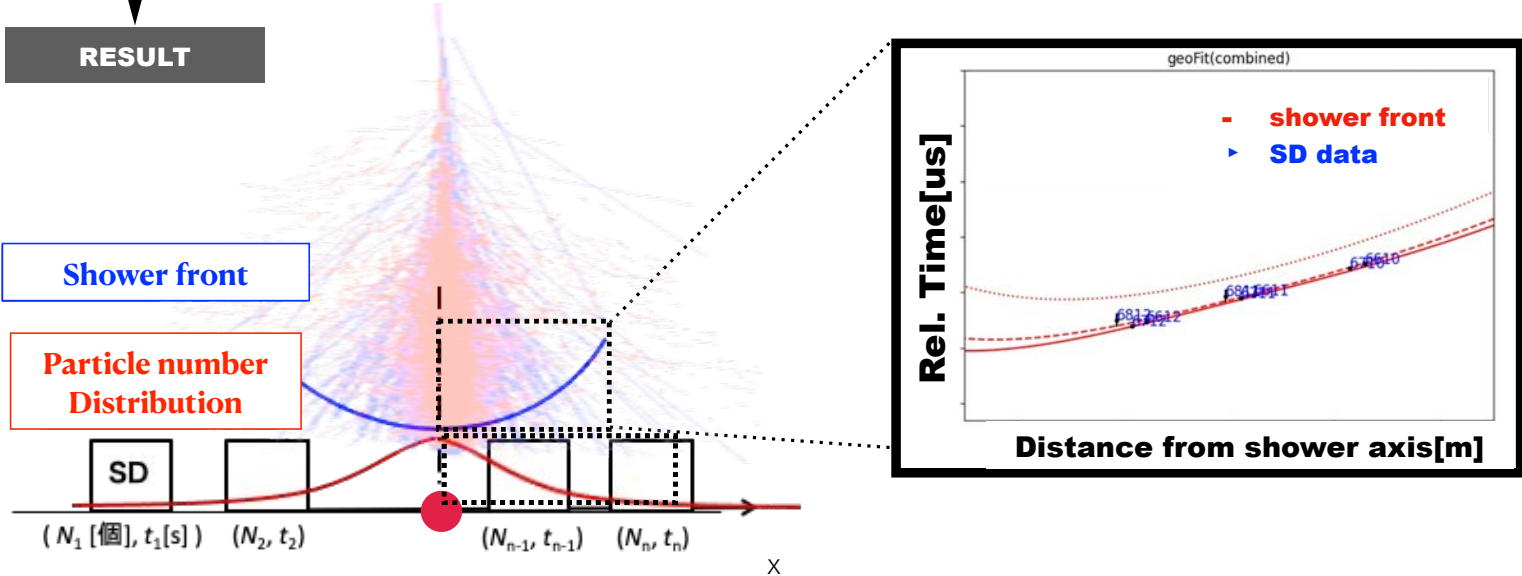 RESULT
geoFit(combined)
- shower front
SD data
Rel. Time[us]
Distance from shower axis[m]
Shower front
Particle number
Distribution
SD
( N1 [個], t1[s] )
(N2, t2)
(Nn-1, tn-1)
(Nn, tn)
X